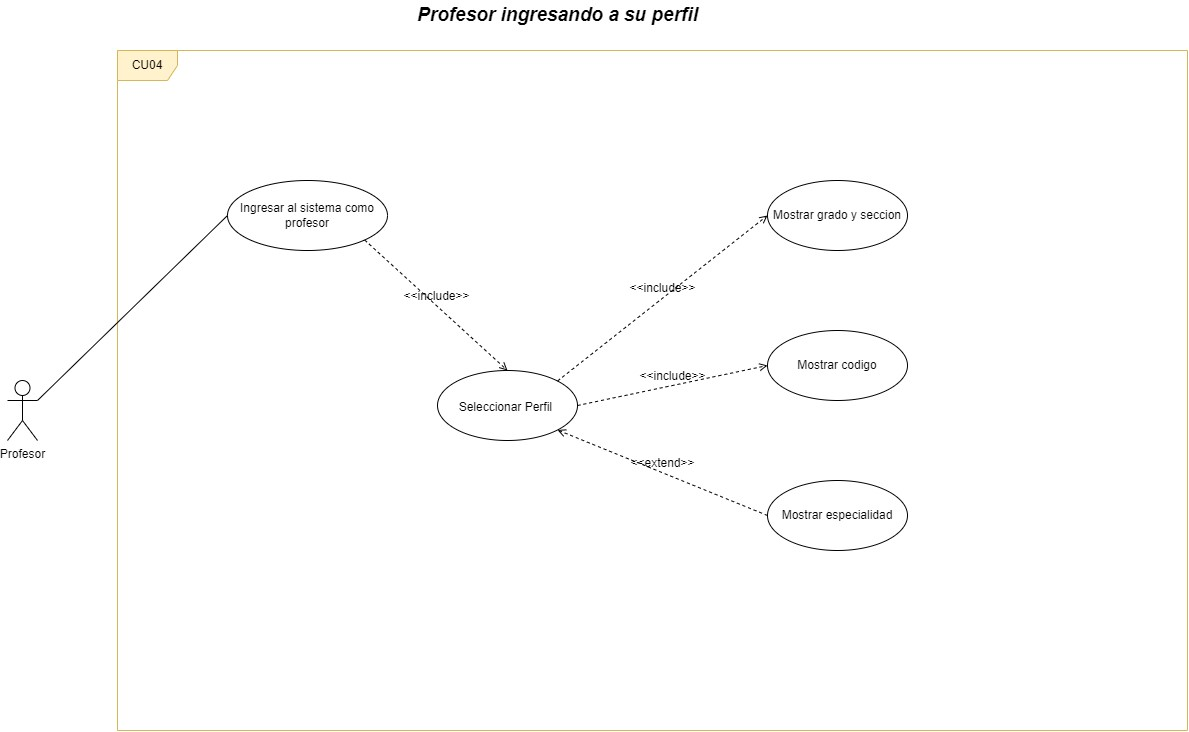 Profesor ingresando a su perfil
CU04
Ingresar al sistema como
profesor
Mostrar grado y seccion
<<include>>
<<include>>
Mostrar codigo
<<include>>
Seleccionar Perfil
Profesor
<<extend>>
Mostrar especialidad